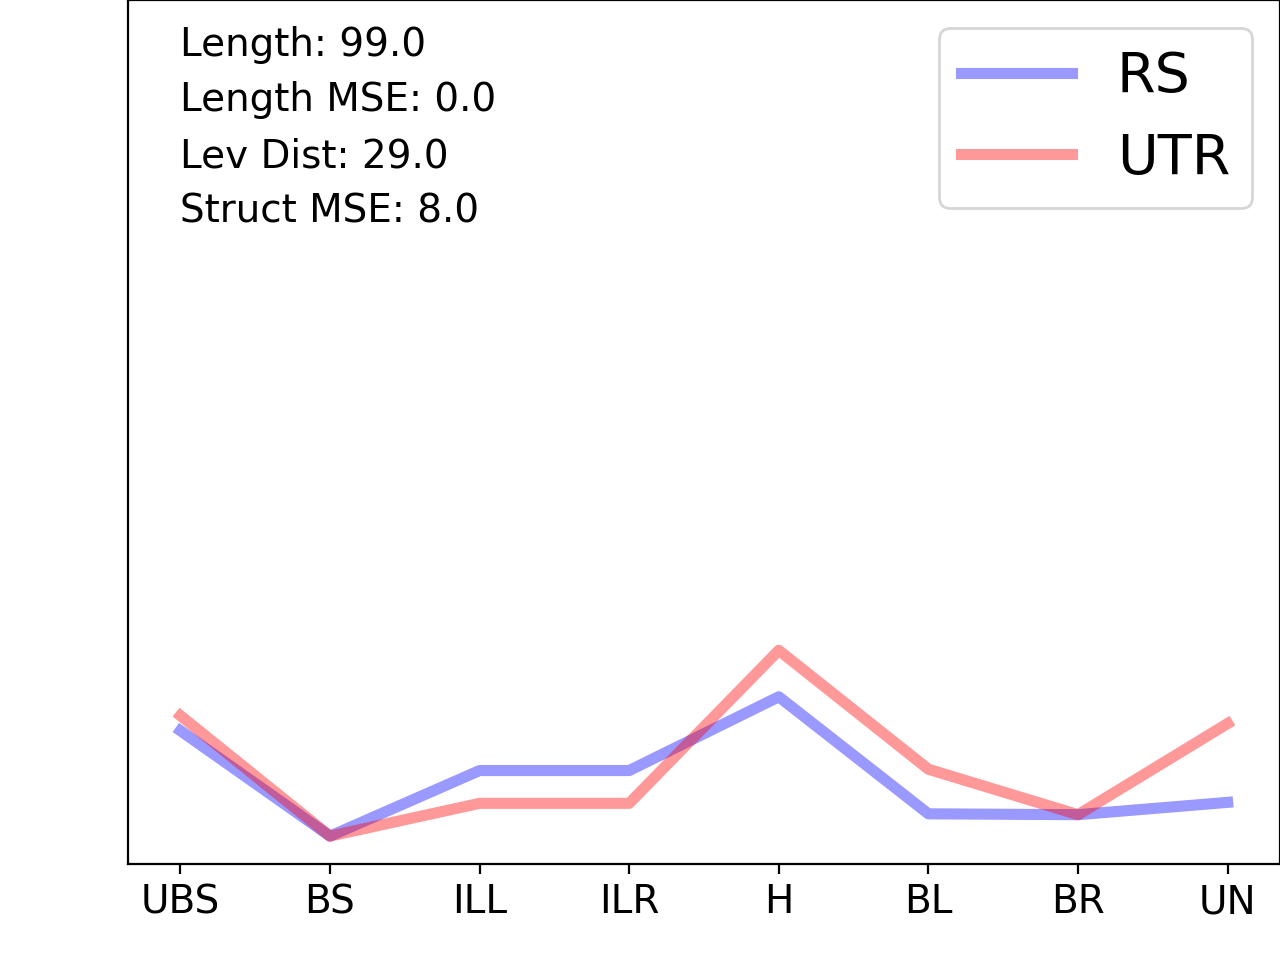 Length: 99.0
Length MSE: 0.0
Lev Dist: 29.0
Struct MSE: 8.0
RS
UTR
UBS BS ILL ILR H BL BR UN